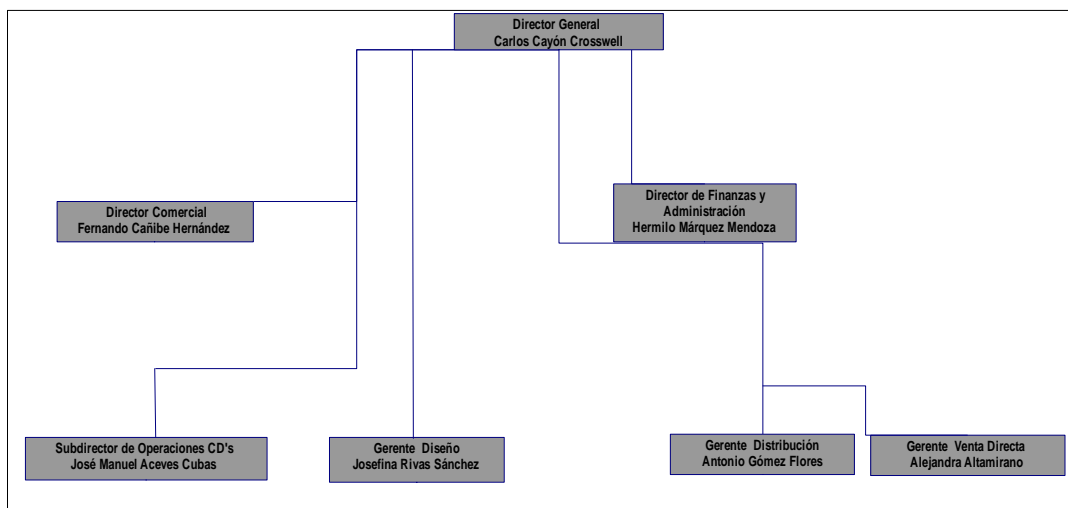 Director General
Carlos Cayón Crosswell
Director Comercial
Fernando Cañibe Hernández
Director de Finanzas y
Administración
Hermilo Márquez Mendoza
Subdirector de Operaciones CD's
José Manuel Aceves Cubas
Gerente Diseño
Josefina Rivas Sánchez
Gerente Distribución
Antonio Gómez Flores
Gerente Venta Directa
Alejandra Altamirano